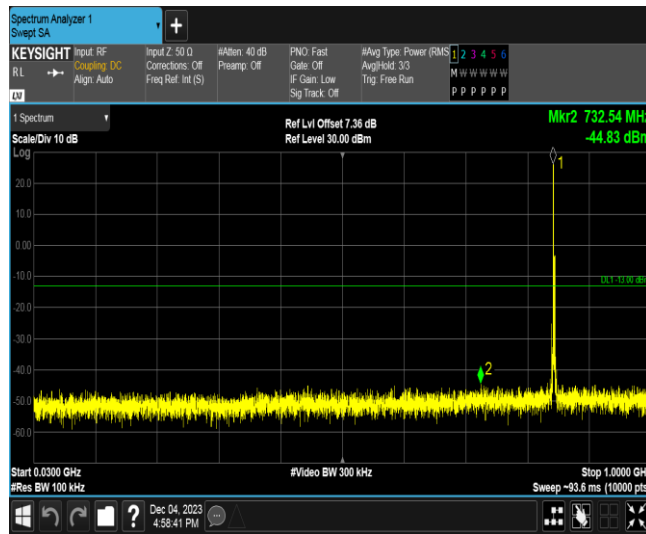 Spectrum Analyzer 1
Swept SA
+
KEYSIGHT
RL
LXI
Input: RF
Coupling: DC
Align: Auto
Input Z: 50 Ω
Corrections: Off
Freq Ref: Int (S)
#Atten: 40 dB
Preamp: Off
PNO: Fast
Gate: Off
IF Gain: Low
Sig Track: Off
#Avg Type: Power (RMS
Avg|Hold: 3/3
Trig: Free Run
1 2 3 4 5 6
M W W W W W
P P P P P P
1 Spectrum
Scale/Div 10 dB
Log
Ref Lvl Offset 7.36 dB
Ref Level 30.00 dBm
Mkr2 732.54 MHz
-44.83 dBm
1
20.0
10.0
0.00
-10.0
DL1 -13.00 dBm
-20.0
-30.0
-40.0
2
-50.0
-60.0
Start 0.0300 GHz
#Res BW 100 kHz
#Video BW 300 kHz
Stop 1.0000 GH
Sweep ~93.6 ms (10000 pts
?
Dec 04, 2023
4:58:41 PM